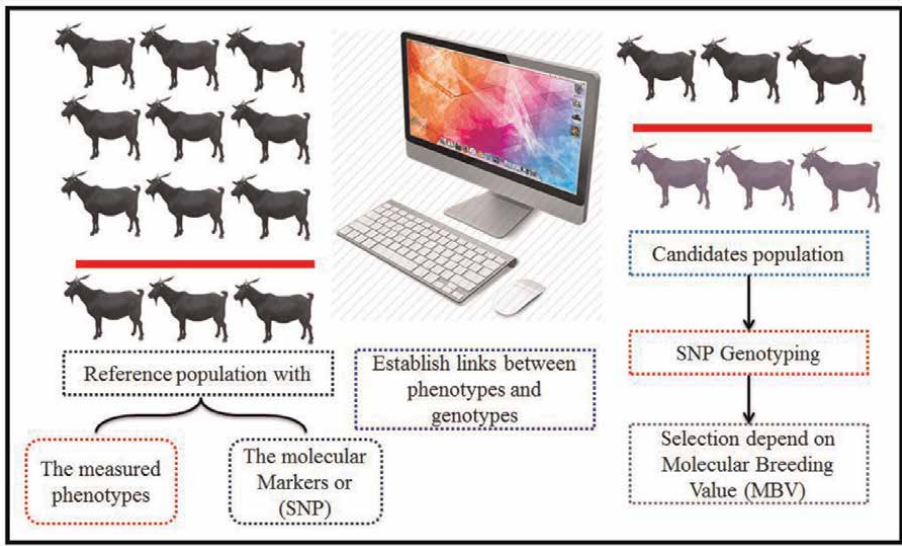 Reference population with
The measured
phenotypes
The molecular
Markers or
(SNP)
Establish links between
phenotypes and
genotypes
Candidates population
SNP Genotyping
Selection depend on
Molecular Breeding
Value (MBV)